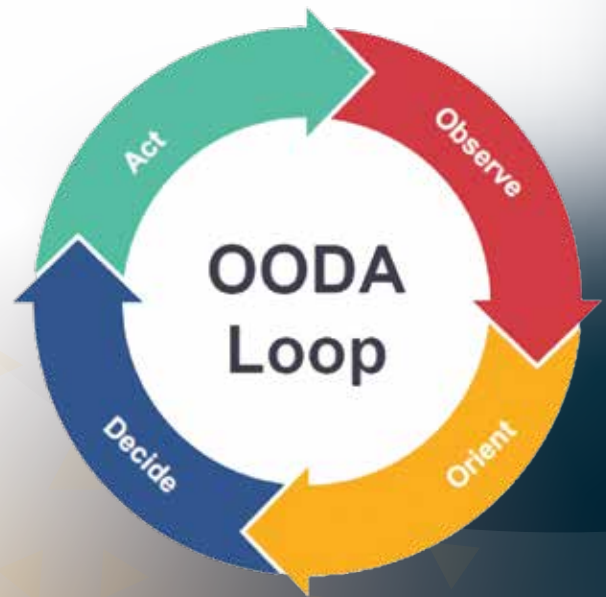 OODA
Loop
Observe
Orient
Decide
Act